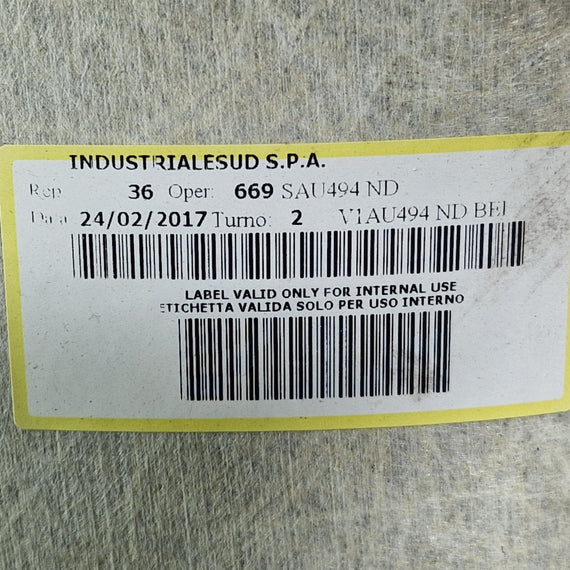 INDUSTRIALESUD S.P.A.
Rep 36 Oper: 669 SAU494 ND
Data 24/02/2017 Turno: 2 V1AU494 ND BEI
LABEL VALID ONLY FOR INTERNAL USE
ETICHETTA VALIDA SOLO PER USO INTERNO